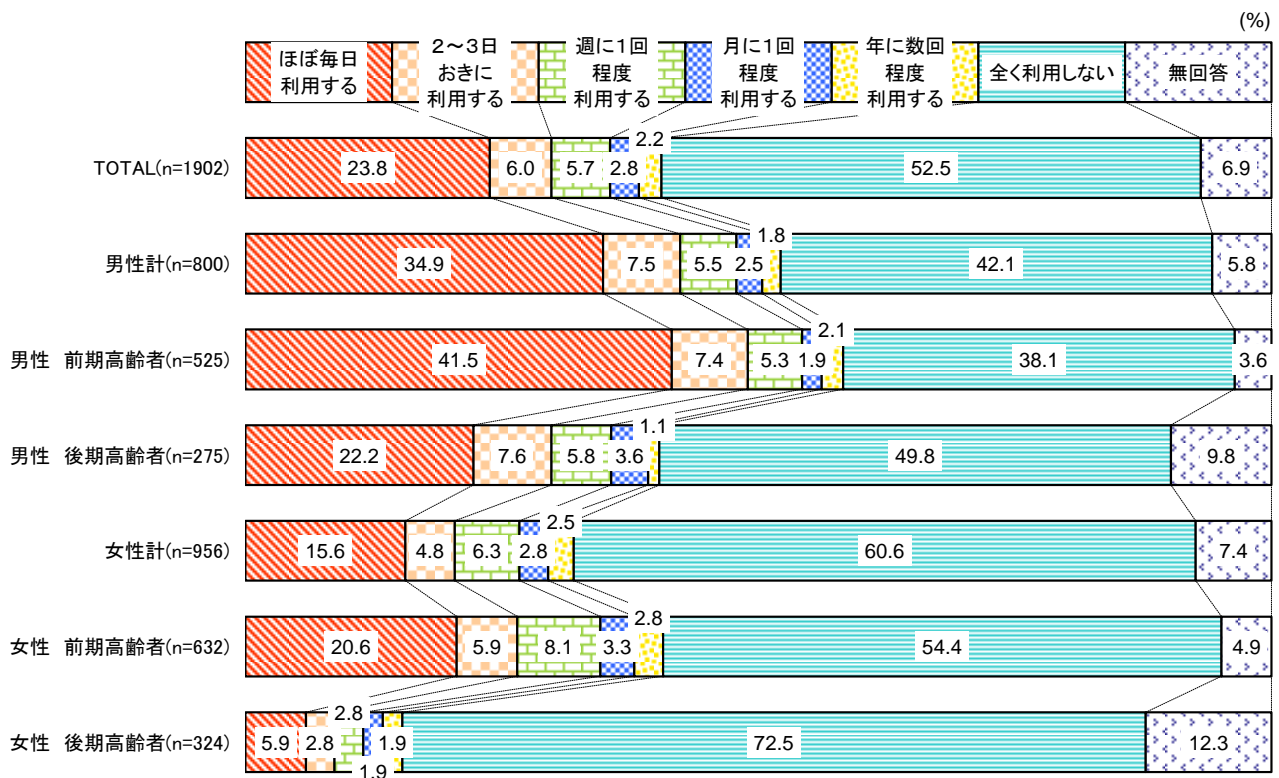 (%)
ほぼ毎日
利用する
２～３日
おきに
利用する
週に１回
程度
利用する
月に１回
程度
利用する
年に数回
程度
利用する
全く利用しない
無回答
TOTAL(n=1902)
23.8
6.0
5.7
2.8
2.2
52.5
6.9
男性計(n=800)
34.9
7.5
5.5
2.5
1.8
42.1
5.8
男性　前期高齢者(n=525)
41.5
7.4
5.3
1.9
2.1
38.1
3.6
男性　後期高齢者(n=275)
22.2
7.6
5.8
3.6
1.1
49.8
9.8
女性計(n=956)
15.6
4.8
6.3
2.8
2.5
60.6
7.4
女性　前期高齢者(n=632)
20.6
5.9
8.1
3.3
2.8
54.4
4.9
女性　後期高齢者(n=324)
5.9
2.8
2.8
1.9
1.9
72.5
12.3